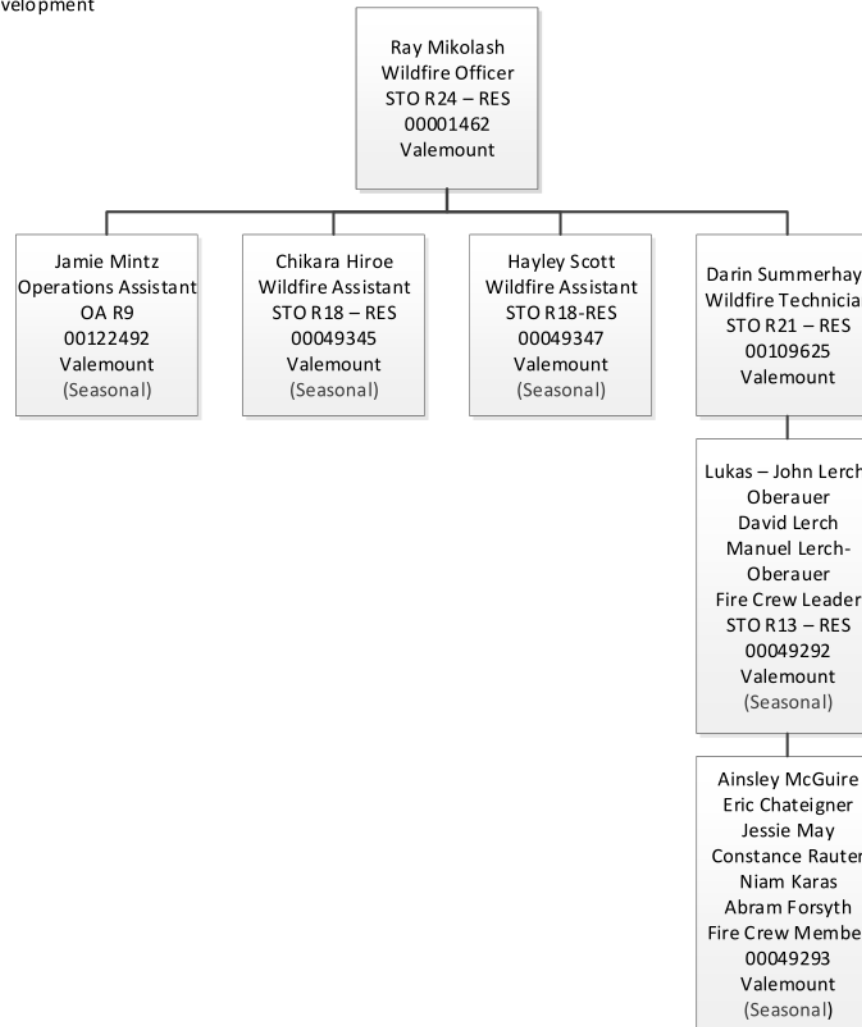 velopment
Ray Mikolash
Wildfire Officer
STO R24 – RES
00001462
Valemount
Jamie Mintz
Operations Assistant
OA R9
00122492
Valemount
(Seasonal)
Chikara Hiroe
Wildfire Assistant
STO R18 – RES
00049345
Valemount
(Seasonal)
Hayley Scott
Wildfire Assistant
STO R18-RES
00049347
Valemount
(Seasonal)
Darin Summerhay
Wildfire Technicia
STO R21 – RES
00109625
Valemount
Lukas – John Lerch
Oberauer
David Lerch
Manuel Lerch-
Oberauer
Fire Crew Leader
STO R13 – RES
00049292
Valemount
(Seasonal)
Ainsley McGuire
Eric Chateigner
Jessie May
Constance Rauter
Niam Karas
Abram Forsyth
Fire Crew Membe
00049293
Valemount
(Seasonal)